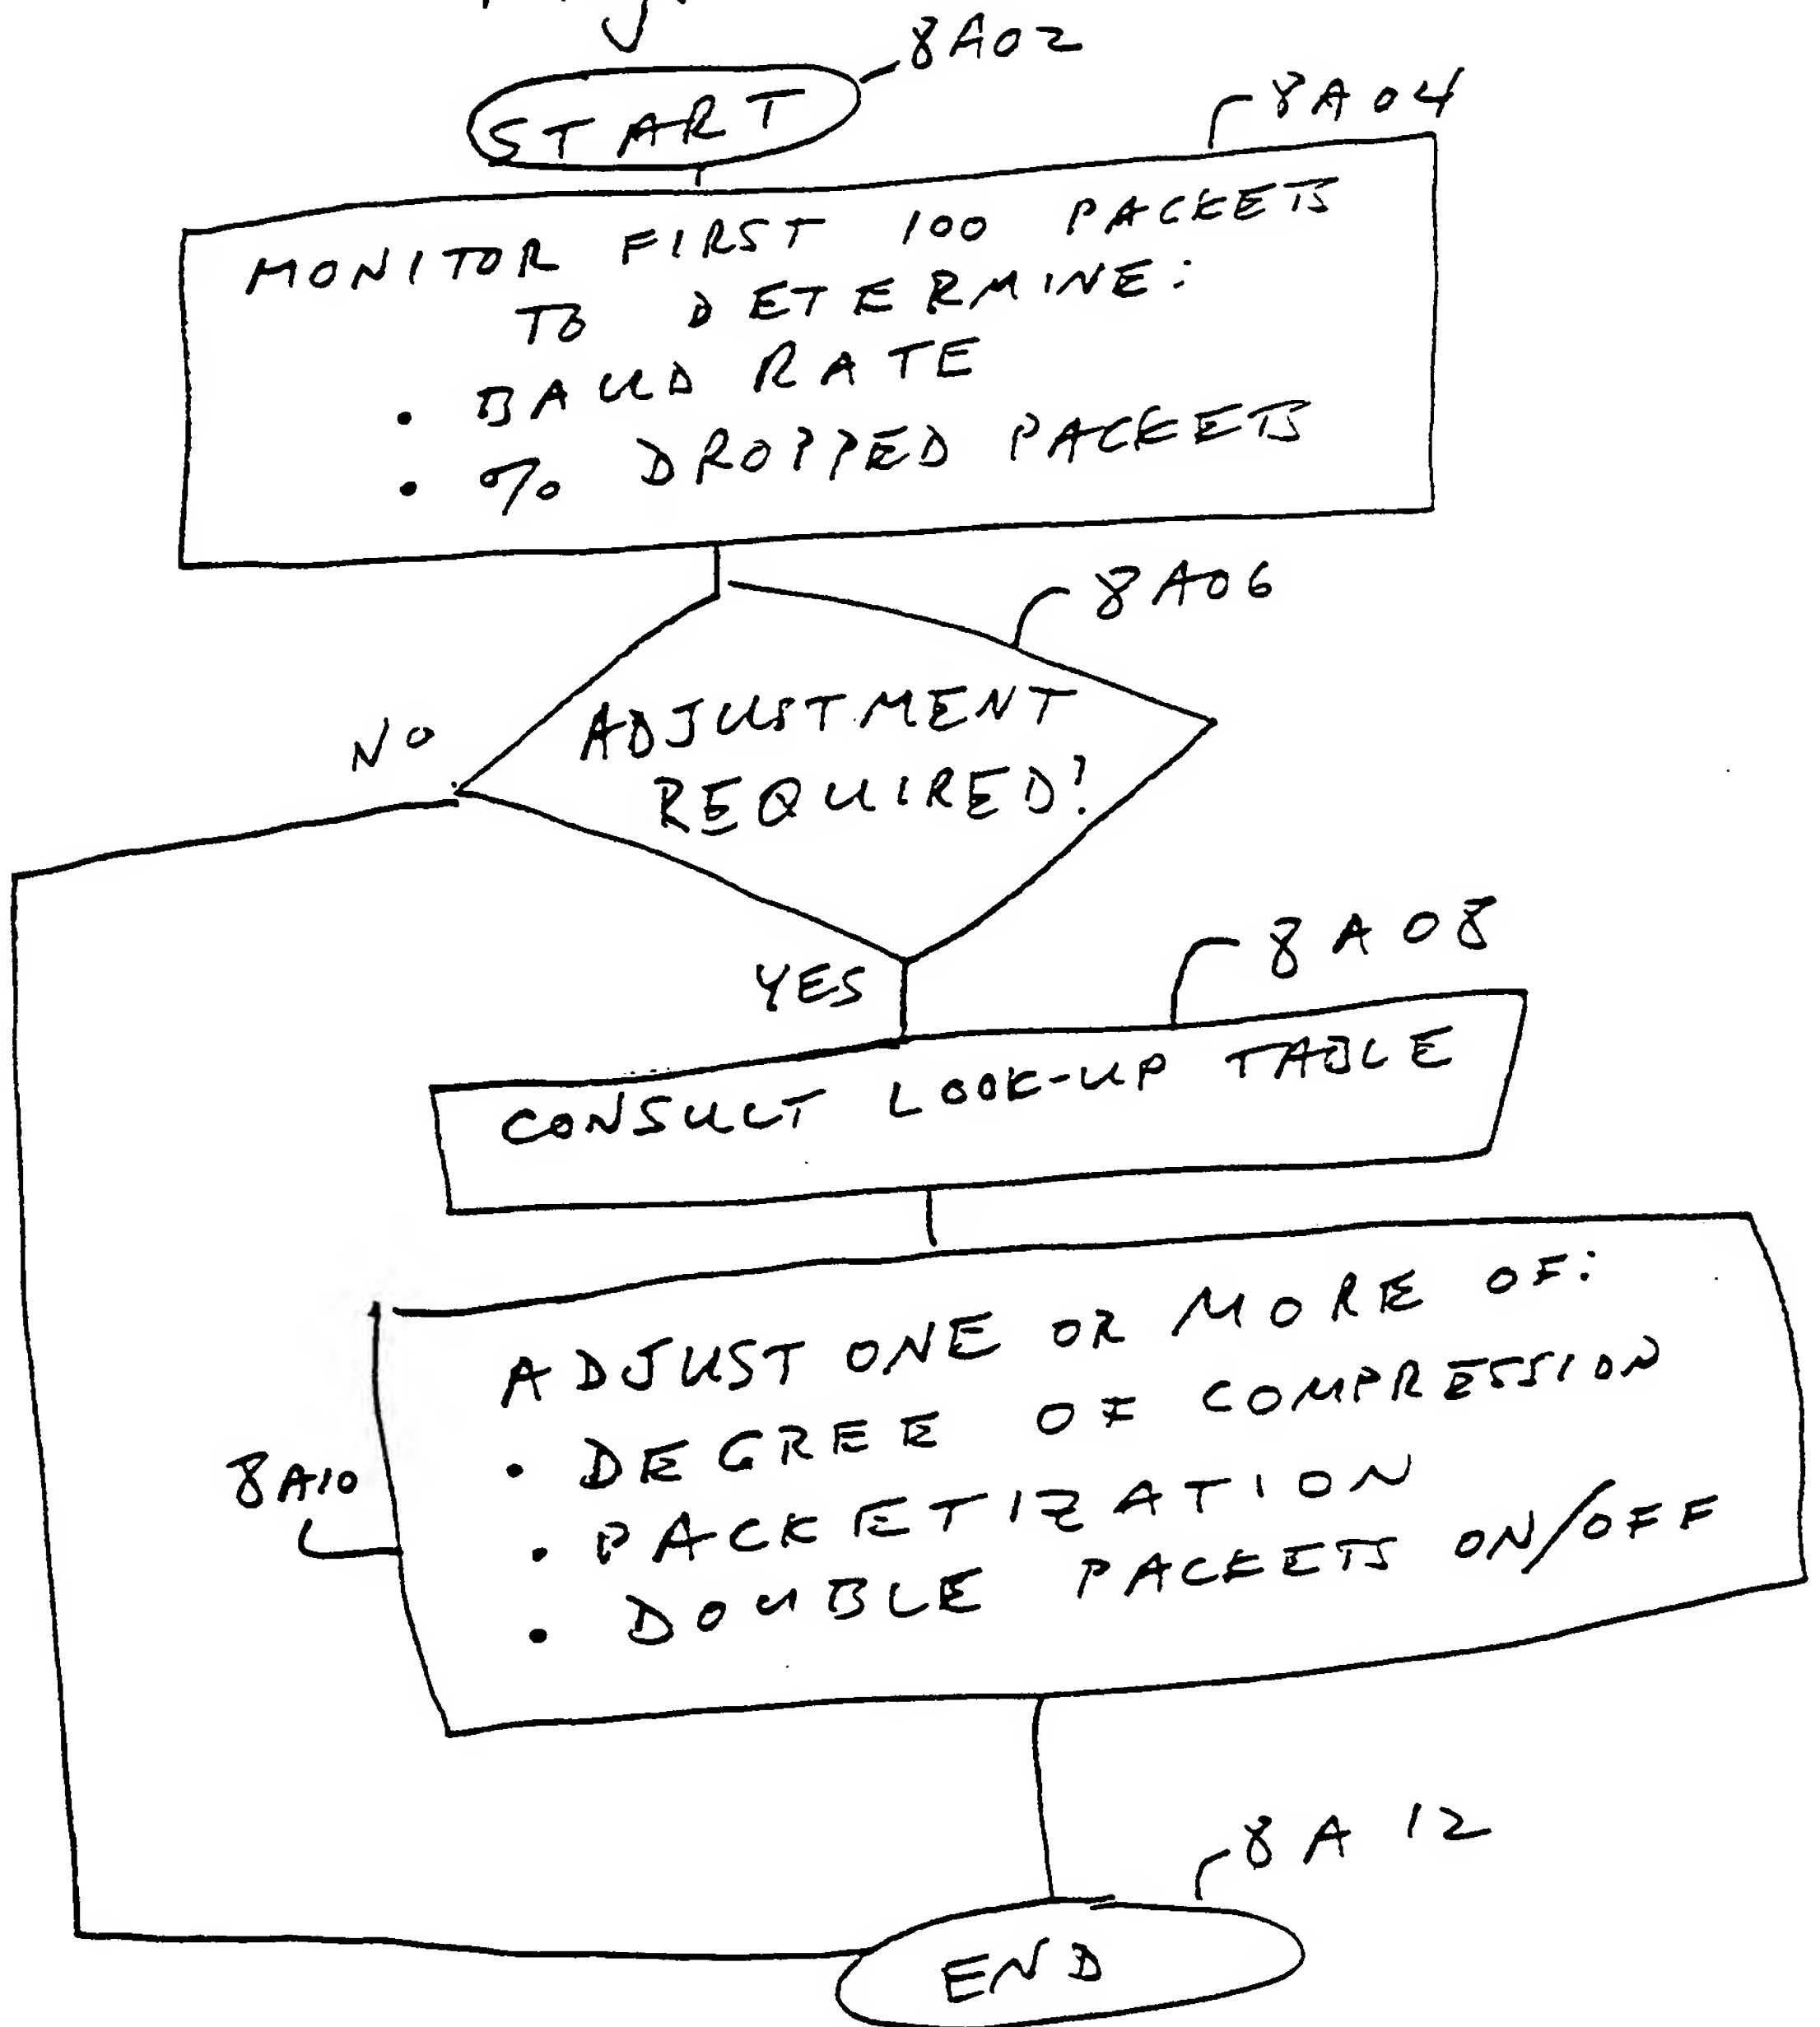 8A02
START
8A04
MONITOR FIRST 100 PACKETS
TO DETERMINE:
• BAUD RATE
• % DROPPED PACKETS
8A06
NO
ADJUSTMENT
REQUIRED?
YES
8A08
CONSULT LOOK-UP TABLE
ADJUST ONE OR MORE OF:
• DEGREE OF COMPRESSION
8A10
• PACKETIZATION
• DOUBLE PACKETS ON/OFF
8A12
END